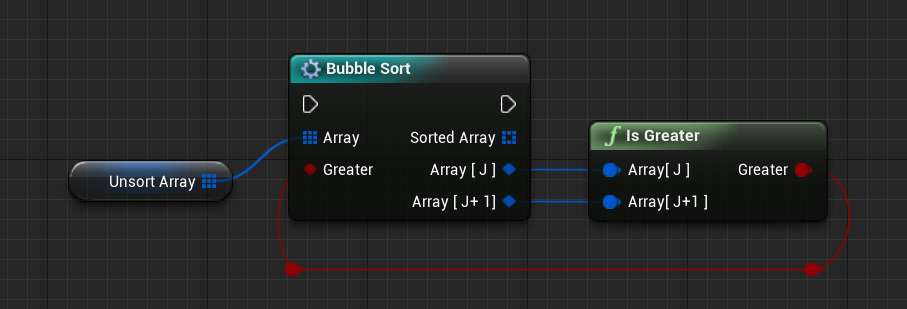 Bubble Sort
Array
Sorted Array
Greater
Array [ J ]
Array [ J+ 1]
Unsort Array
f Is Greater
Array[ J ]
Greater
Array[ J+1 ]